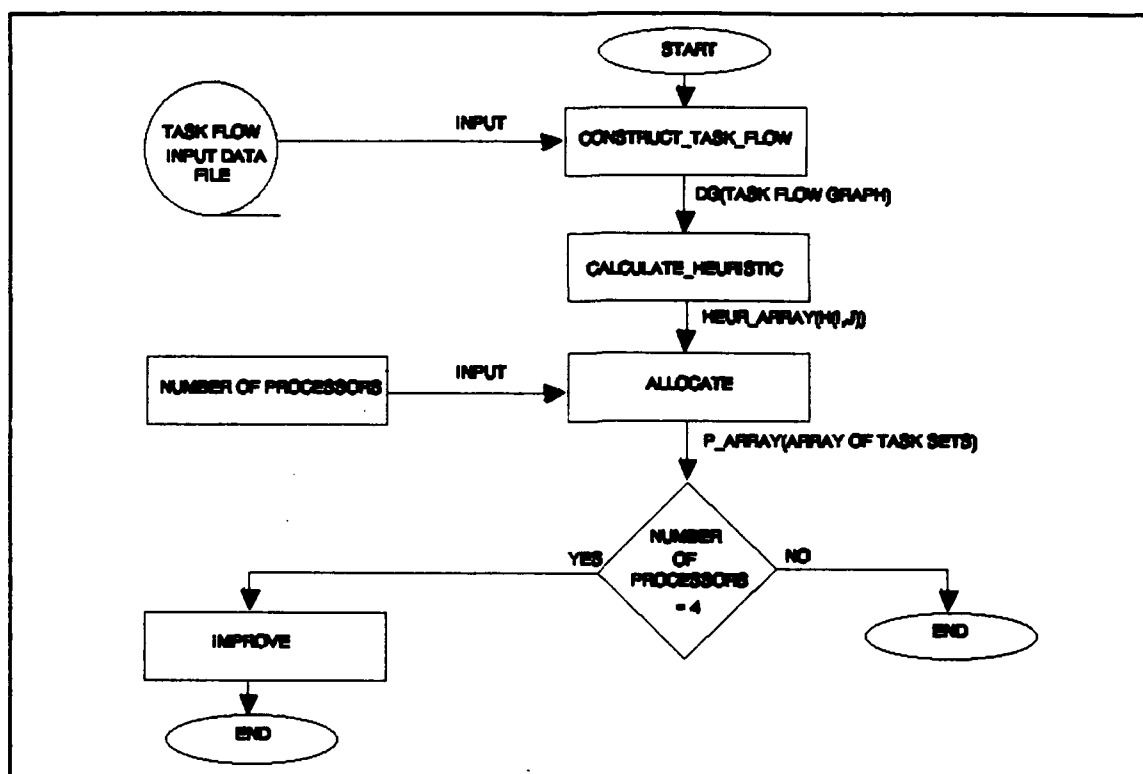 START
TASK FLOW
INPUT DATA
FILE
INPUT
CONSTRUCT_TASK_FLOW
DG(TASK FLOW GRAPH)
CALCULATE_HEURISTIC
HEUR_ARRAY(H(I,J))
NUMBER OF PROCESSORS
INPUT
ALLOCATE
P_ARRAY(ARRAY OF TASK SETS)
NUMBER
OF
PROCESSORS
= 4
YES
NO
IMPROVE
END
END